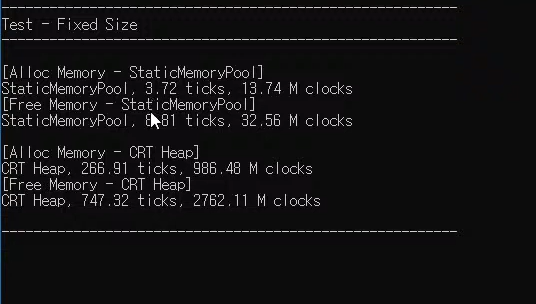 Test - Fixed Size
[Alloc Memory - StaticMemoryPool]
StaticMemoryPool, 3.72 ticks, 13.74 M clocks
[Free Memory - StaticMemoryPool]
StaticMemoryPool, 8.81 ticks, 32.56 M clocks
[Alloc Memory - CRT Heap]
CRT Heap, 266.91 ticks, 986.48 M clocks
[Free Memory - CRT Heap]
CRT Heap, 747.32 ticks, 2762.11 M clocks